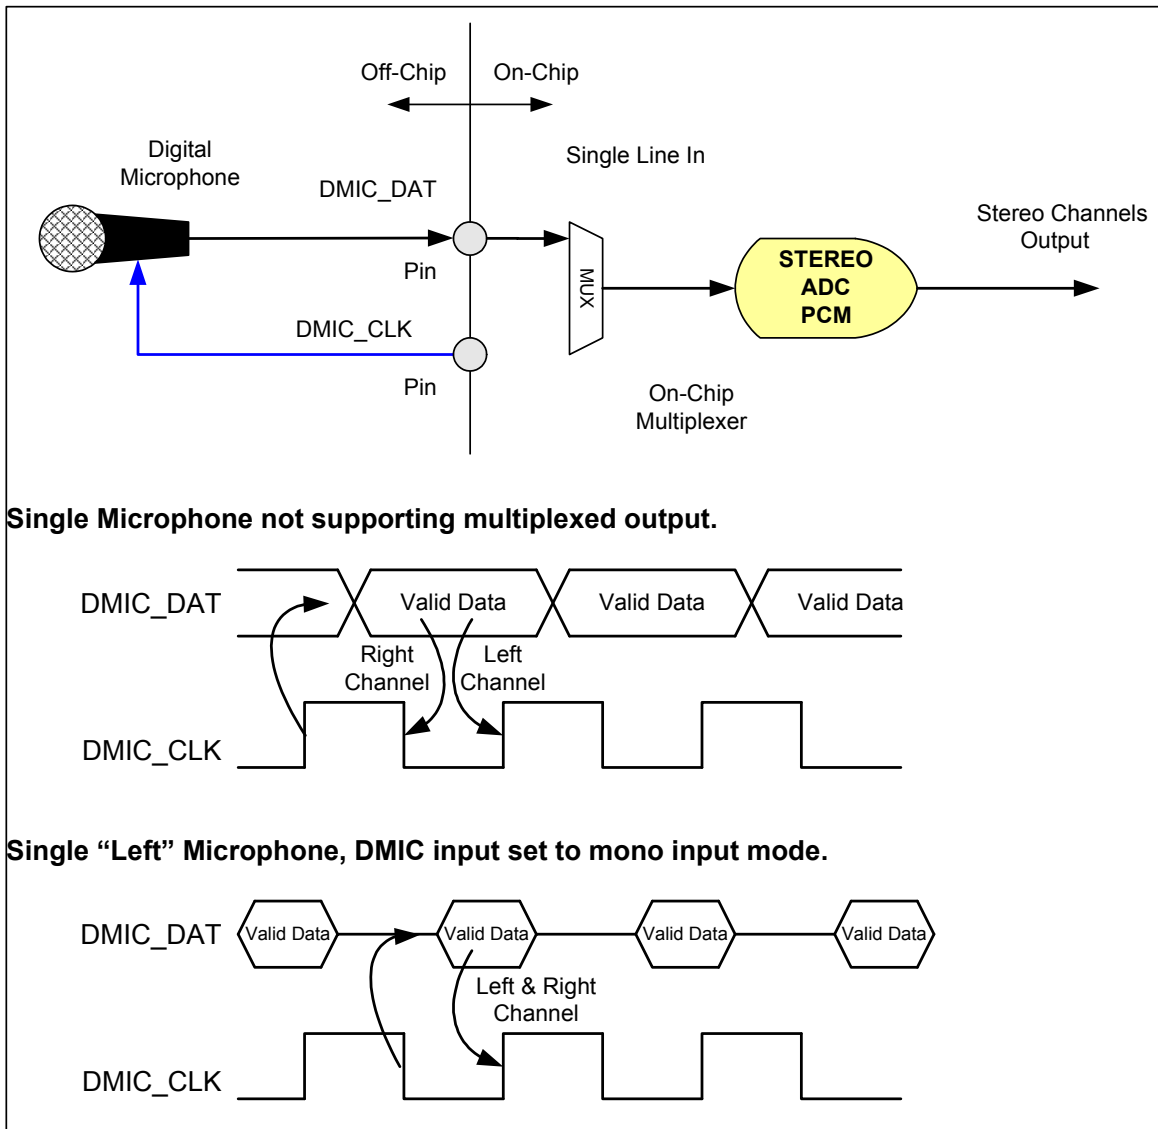 Off-Chip
On-Chip
Digital
Microphone
DMIC_DAT
Single Line In
Stereo Channels
Output
Pin
MUX
STEREO
ADC
PCM
DMIC_CLK
Pin
On-Chip
Multiplexer
Single Microphone not supporting multiplexed output.
DMIC_DAT
Valid Data
Valid Data
Valid Data
Right
Channel
Left
Channel
DMIC_CLK
Single “Left” Microphone, DMIC input set to mono input mode.
DMIC_DAT
Valid Data
Valid Data
Valid Data
Valid Data
Left & Right
Channel
DMIC_CLK